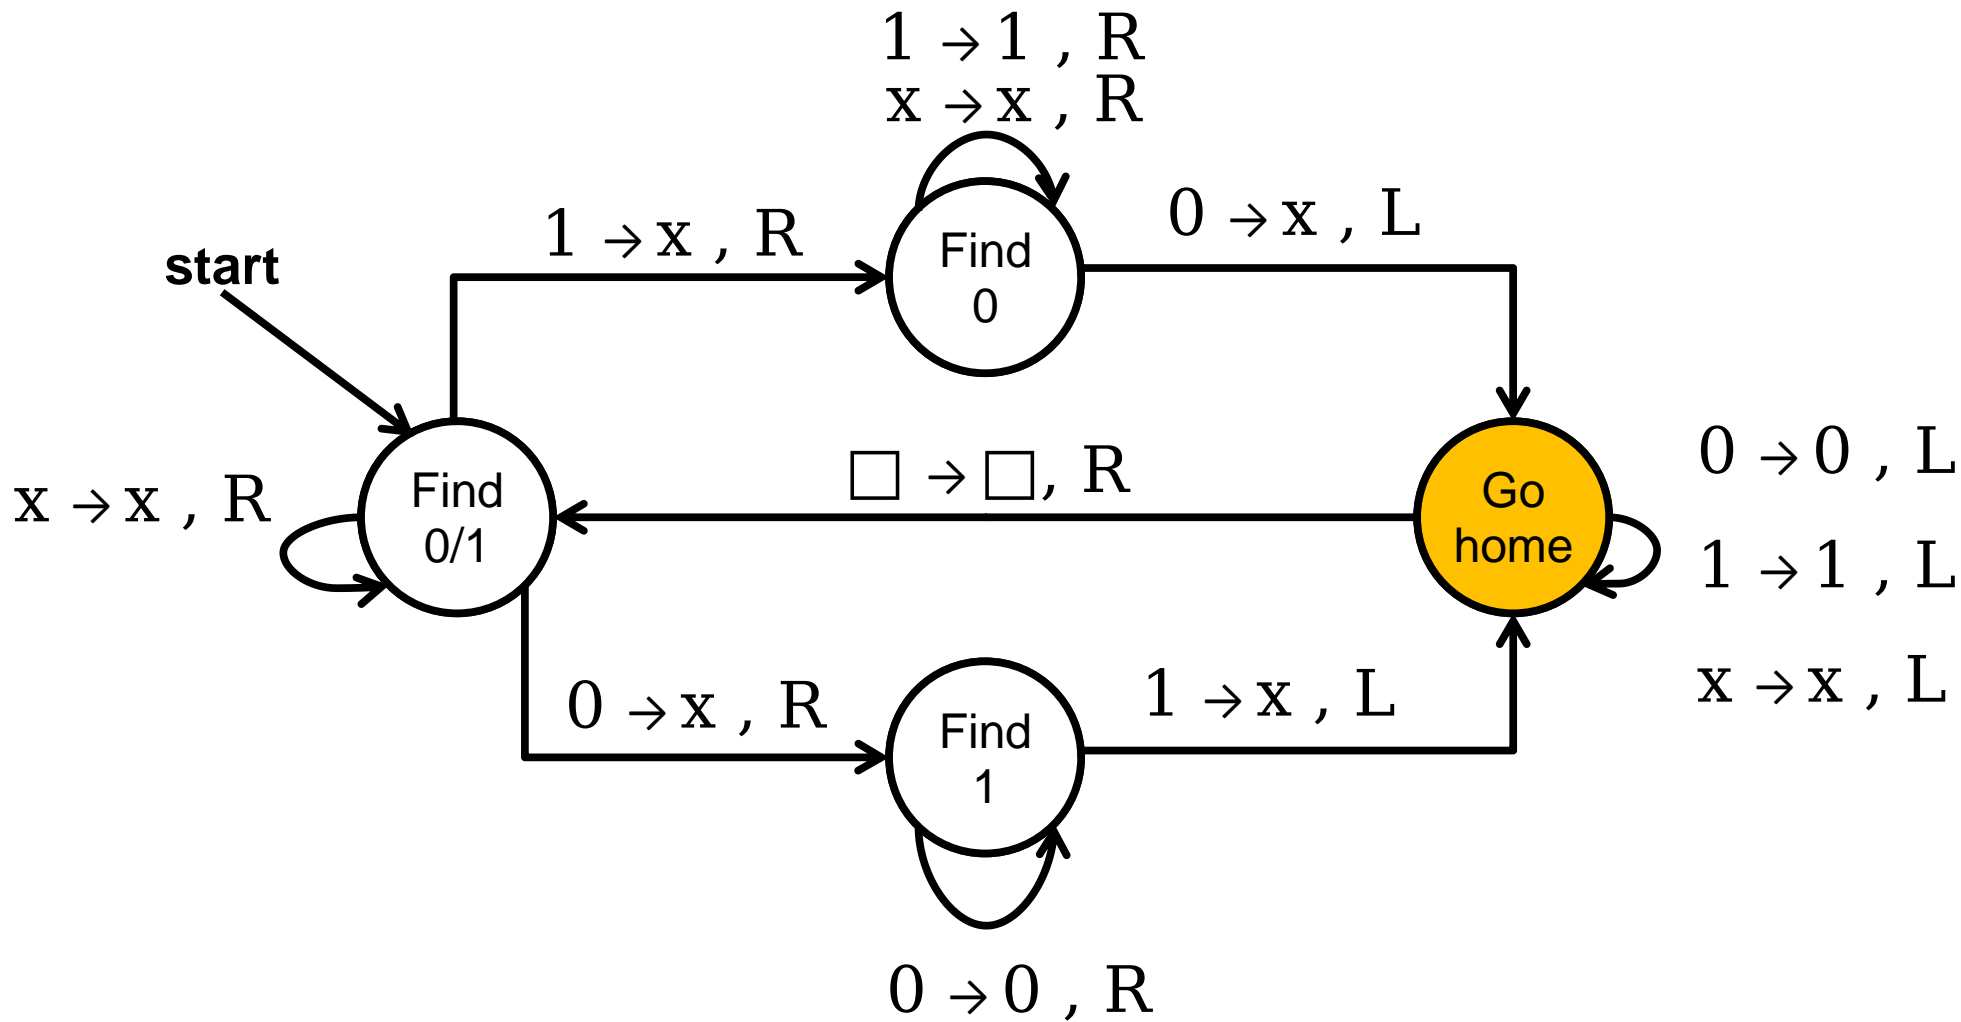 1 → 1 , R
x → x , R
1 → x , R
0 → x , L
start
Find
0
x → x , R
Find
0/1
□ → □, R
Go
home
0 → 0 , L
1 → 1 , L
x → x , L
0 → x , R
1 → x , L
Find
1
0 → 0 , R